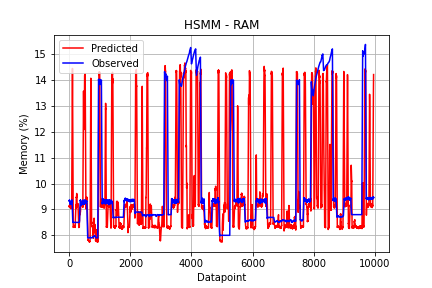 HSMM - RAM
Predicted
Observed
Memory (%)
15
14
13
12
11
10
9
8
0
2000
4000
6000
8000
10000
Datapoint